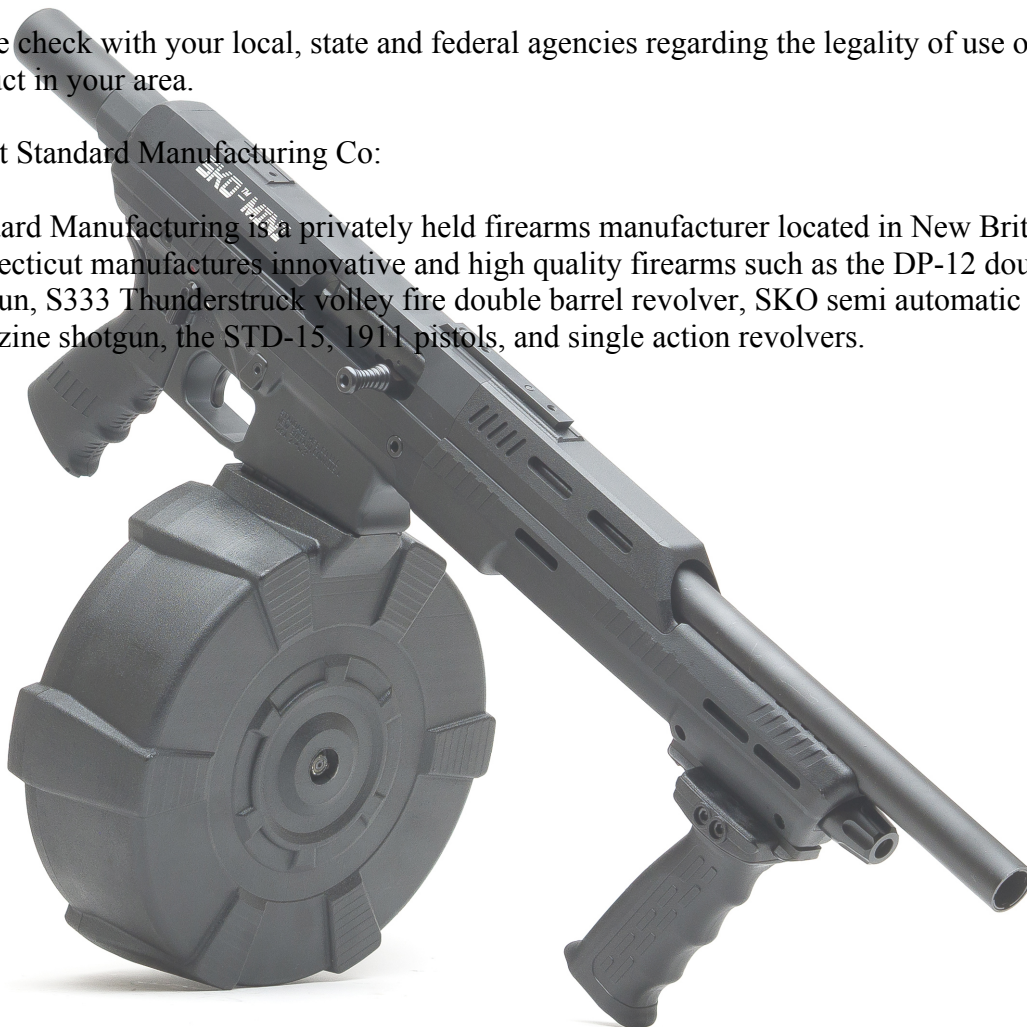 e check with your local, state and federal agencies regarding the legality of use o
uct in your area.
t Standard Manufacturing Co:
SKO™-MINI
ard Manufacturing is a privately held firearms manufacturer located in New Brit
ecticut manufactures innovative and high quality firearms such as the DP-12 dou
un, S333 Thunderstruck volley fire double barrel revolver, SKO semi automatic
zine shotgun, the STD-15, 1911 pistols, and single action revolvers.